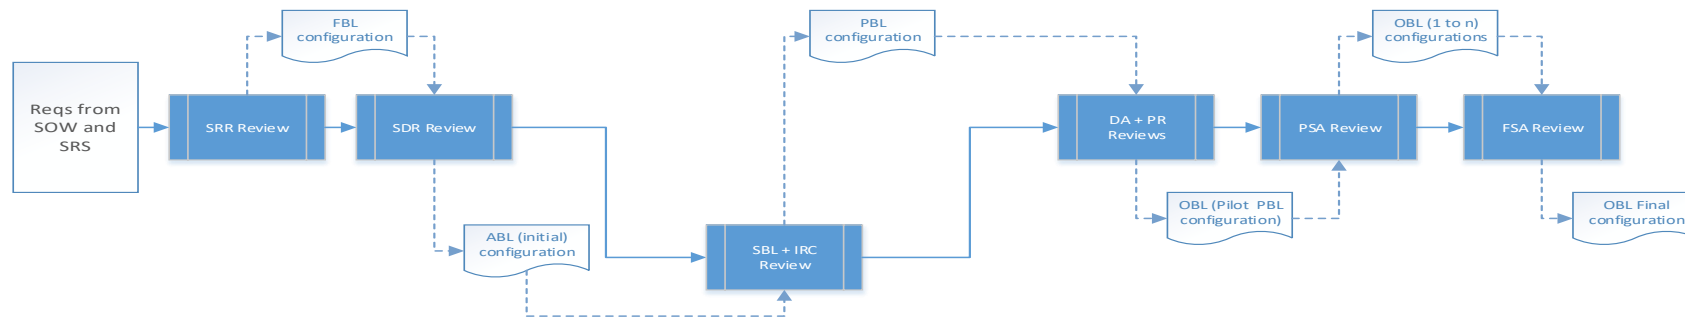 FBL
configuration
PBL
configuration
OBL (1 to n)
configurations
Reqs from
SOW and
SRS
SRR Review
SDR Review
DA + PR
Reviews
PSA Review
FSA Review
OBL (Pilot PBL
configuration)
OBL Final
configuration
ABL (initial)
configuration
SBL + IRC
Review